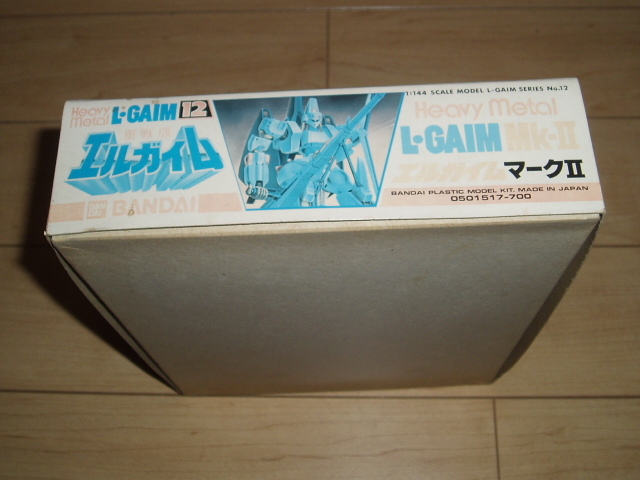 Heavy Metal L-GAIM 12
重戦機
エルガイム
BANDAI
1:144 SCALE MODEL L-GAIM SERIES No.12
Heavy Metal
L-GAIM Mk-II
エルガイム マークII
BANDAI PLASTIC MODEL KIT. MADE IN JAPAN
0501517-700